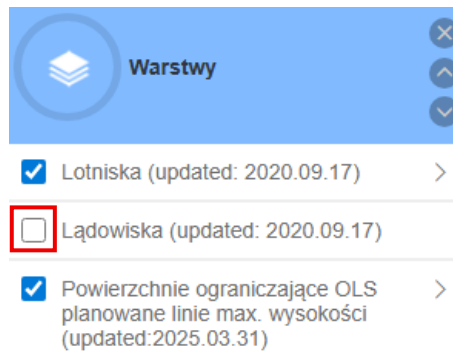 Warstwy
Lotniska (updated: 2020.09.17)
Lądowiska (updated: 2020.09.17)
Powierzchnie ograniczające OLS
planowane linie max. wysokości
(updated:2025.03.31)